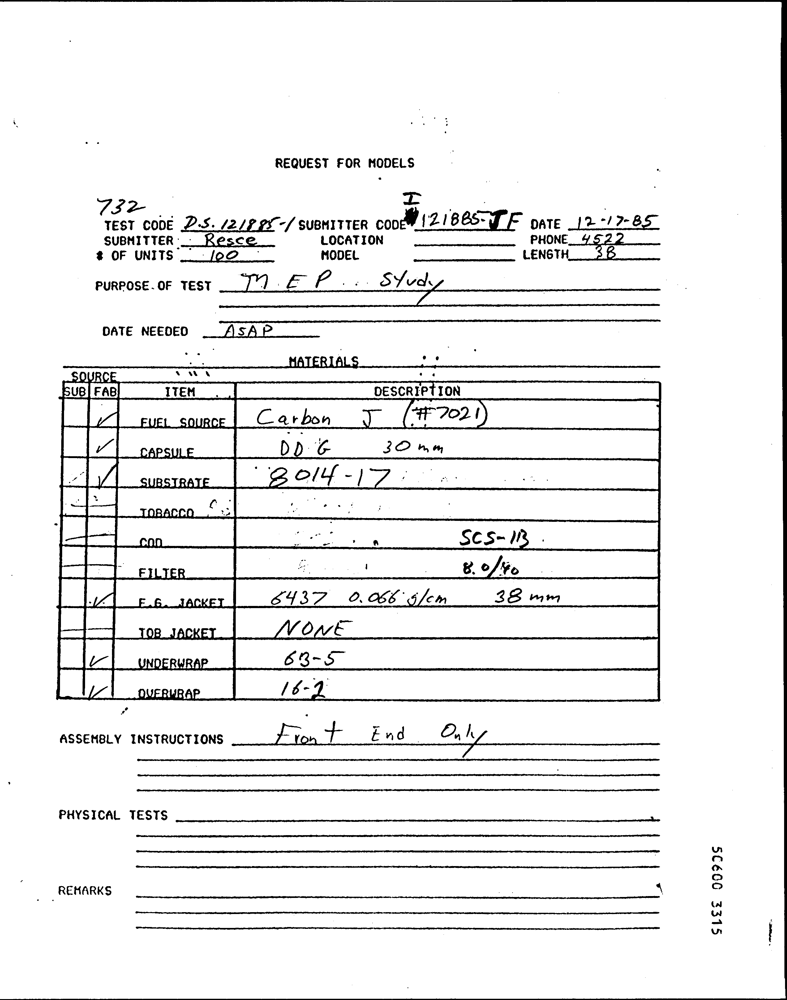 REQUEST FOR MODELS
732
TEST CODE D.S. 121885-1 SUBMITTER CODE I 121885-JF DATE 12-17-85
SUBMITTER Resce LOCATION PHONE 4522
# OF UNITS 100 MODEL LENGTH 38
PURPOSE OF TEST MEP Study
DATE NEEDED ASAP
MATERIALS
SOURCE
SUB FAB ITEM DESCRIPTION
✓ FUEL SOURCE Carbon J (#7021)
✓ CAPSULE DDG 30 mm
✓ SUBSTRATE 8014-17
TOBACCO
COD SCS-1B
FILTER 8.0/40
✓ F.G. JACKET 6437 0.066 g/cm 38 mm
TOB JACKET NONE
✓ UNDERWRAP 63-5
✓ OVERWRAP 16-2
ASSEMBLY INSTRUCTIONS Front End Only
PHYSICAL TESTS
REMARKS
50600 3315